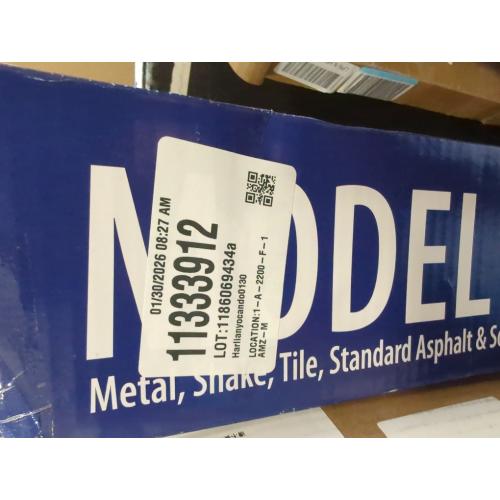 MODEL
Metal, Shake, Tile, Standard Asphalt &
01/30/2026 08:27 AM
11333912
LOT:1186069434a
Harlianyocando0130
LOCATION:1-A-2200-F-1
AMZ-M